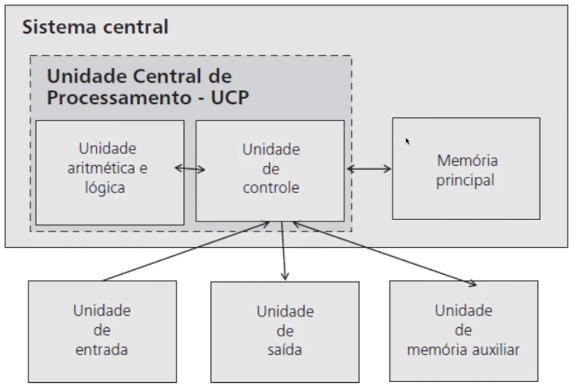 Sistema central
Unidade Central de
Processamento - UCP
Unidade
aritmética e
lógica
Unidade
de
controle
Memória
principal
Unidade
de
entrada
Unidade
de
saída
Unidade
de
memória auxiliar